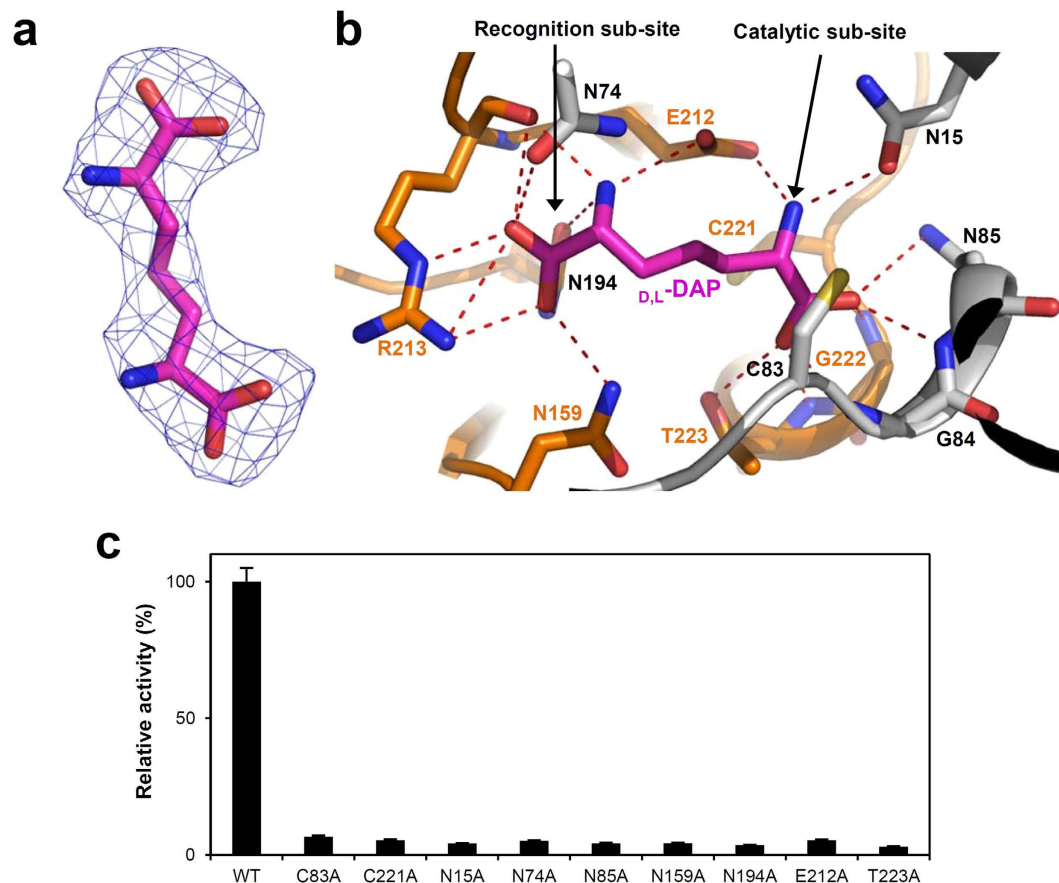 a
b
Recognition sub-site
Catalytic sub-site
N74
E212
N15
C221
N85
N194
D,L-DAP
R213
C83
G222
N159
T223
G84
c
Relative activity (%)
100
50
0
WT C83A C221A N15A N74A N85A N159A N194A E212A T223A